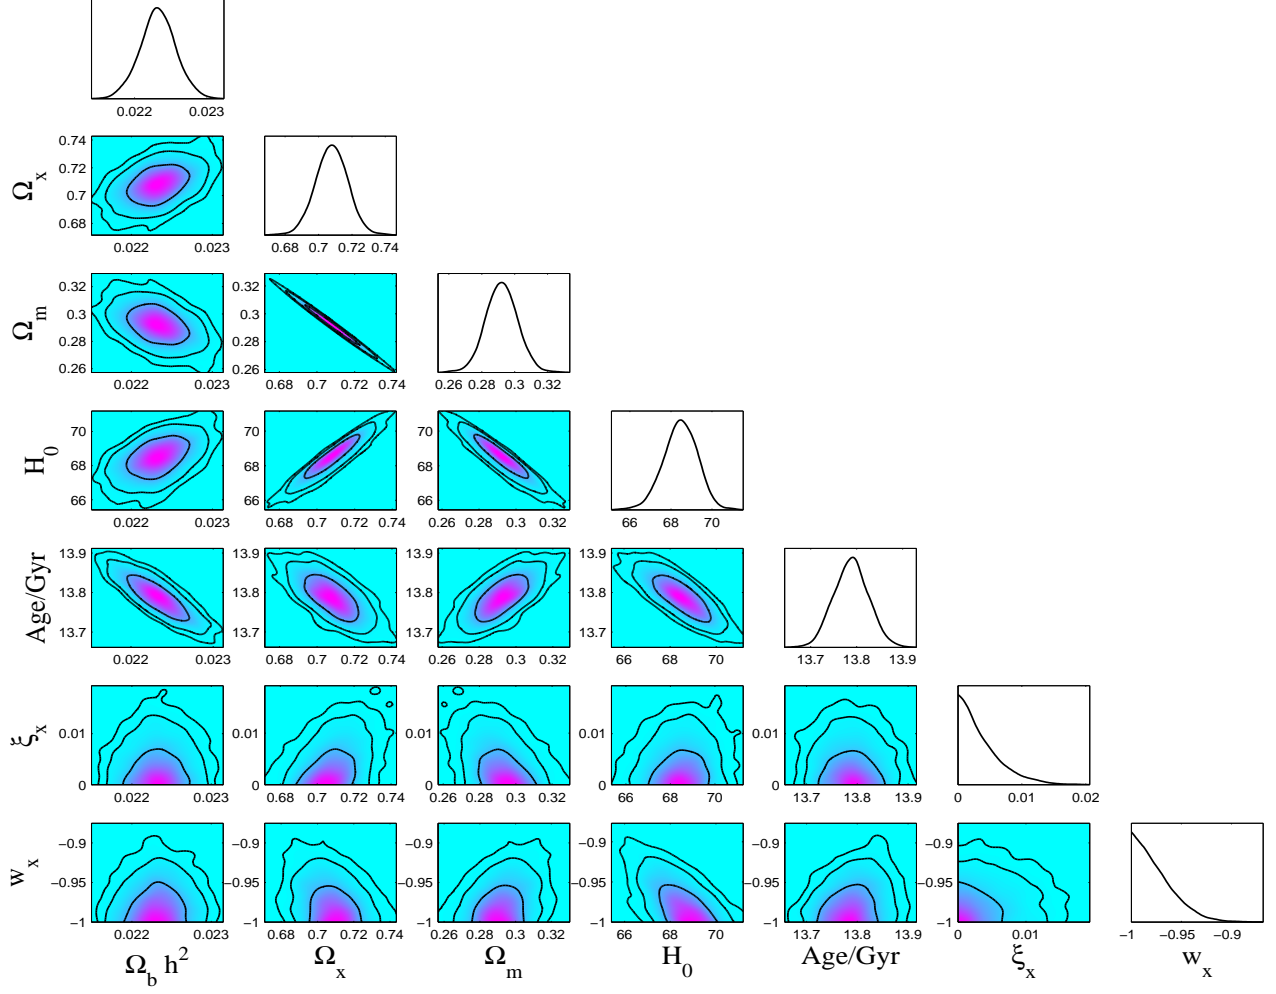 0.022 0.023
Ω_x 0.74 0.72 0.7 0.68
0.022 0.023 0.68 0.7 0.72 0.74
Ω_m 0.32 0.3 0.28 0.26 0.32 0.3 0.28 0.26
0.022 0.023 0.68 0.7 0.72 0.74 0.26 0.28 0.3 0.32
H_0 70 68 66 70 68 66 70 68 66
0.022 0.023 0.68 0.7 0.72 0.74 0.26 0.28 0.3 0.32 66 68 70
Age/Gyr 13.9 13.8 13.7 13.9 13.8 13.7 13.9 13.8 13.7 13.9 13.8 13.7
0.022 0.023 0.68 0.7 0.72 0.74 0.26 0.28 0.3 0.32 66 68 70 13.7 13.8 13.9
ξ_x 0.01 0 0.01 0 0.01 0 0.01 0 0.01 0
0.022 0.023 0.68 0.7 0.72 0.74 0.26 0.28 0.3 0.32 66 68 70 13.7 13.8 13.9 0 0.01 0.02
w_x −0.9 −0.95 −1 −0.9 −0.95 −1 −0.9 −0.95 −1 −0.9 −0.95 −1 −0.9 −0.95 −1 −0.9 −0.95 −1
0.022 0.023 0.68 0.7 0.72 0.74 0.26 0.28 0.3 0.32 66 68 70 13.7 13.8 13.9 0 0.01 −1 −0.95 −0.9
Ω_b h² Ω_x Ω_m H_0 Age/Gyr ξ_x w_x